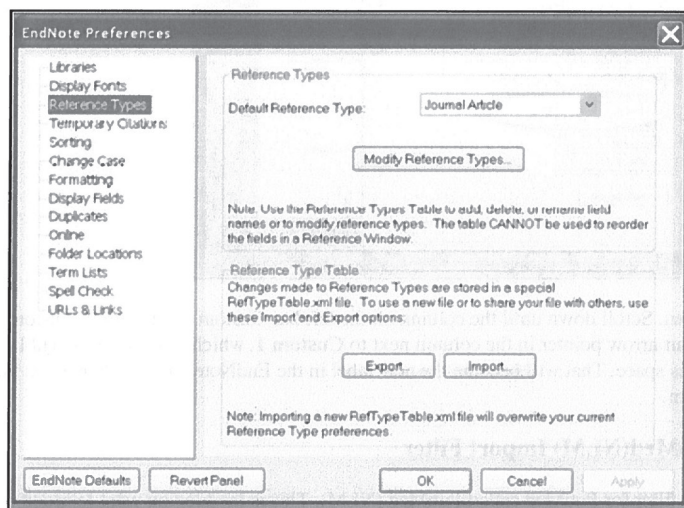 EndNote Preferences
Libraries
Display Fonts
Reference Types
Temporary Citations
Sorting
Change Case
Formatting
Display Fields
Duplicates
Online
Folder Locations
Term Lists
Spell Check
URLs & Links
Reference Types
Default Reference Type:
Journal Article
Modify Reference Types...
Note: Use the Reference Types Table to add, delete, or rename field
names or to modify reference types. The table CANNOT be used to reorder
the fields in a Reference Window.
Reference Type Table
Changes made to Reference Types are stored in a special
RefTypeTable.xml file. To use a new file or to share your file with others, use
these Import and Export options:
Export...
Import...
Note: Importing a new RefTypeTable.xml file will overwrite your current
Reference Type preferences.
EndNote Defaults
Revert Panel
OK
Cancel
Apply